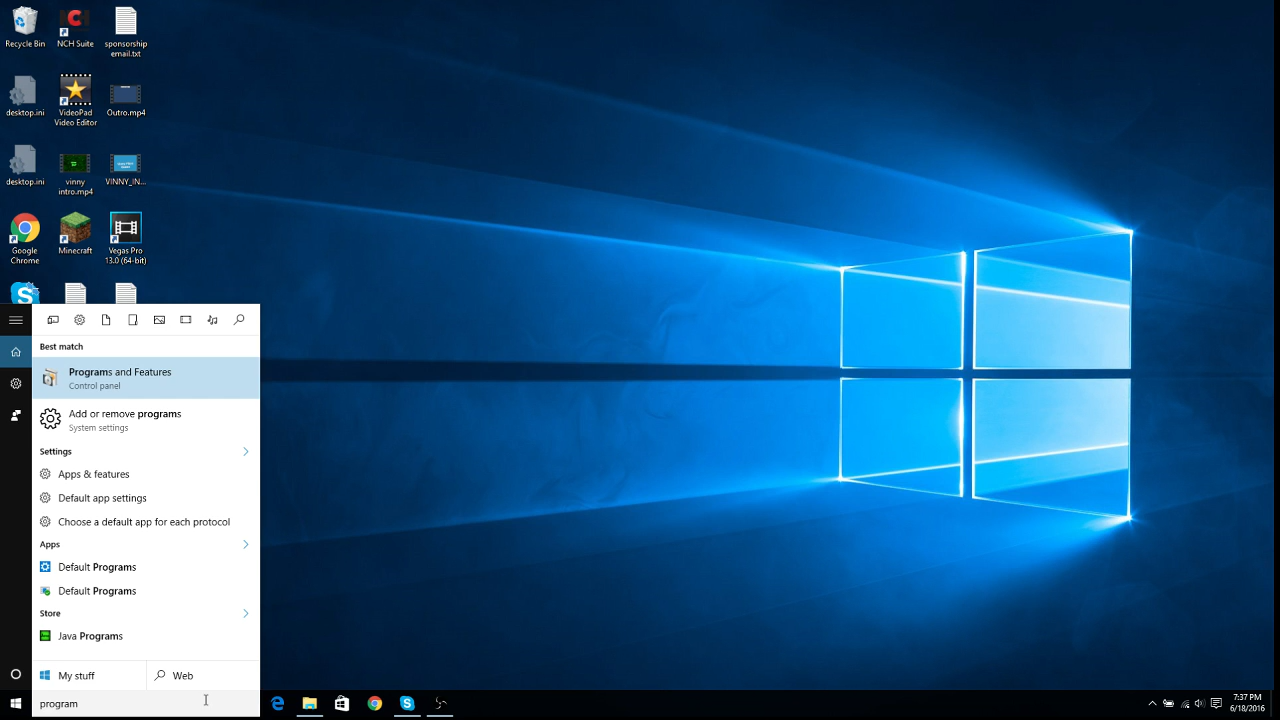 Recycle Bin
NCH Suite
sponsorship
email.txt
desktop.ini
VideoPad
Video Editor
Outro.mp4
desktop.ini
vinny
intro.mp4
VINNY_IN...
Google
Chrome
Minecraft
Vegas Pro
13.0 (64-bit)
Best match
Programs and Features
Control panel
Add or remove programs
System settings
Settings
Apps & features
Default app settings
Choose a default app for each protocol
Apps
Default Programs
Default Programs
Store
Java Programs
My stuff
Web
program
7:37 PM
6/18/2016